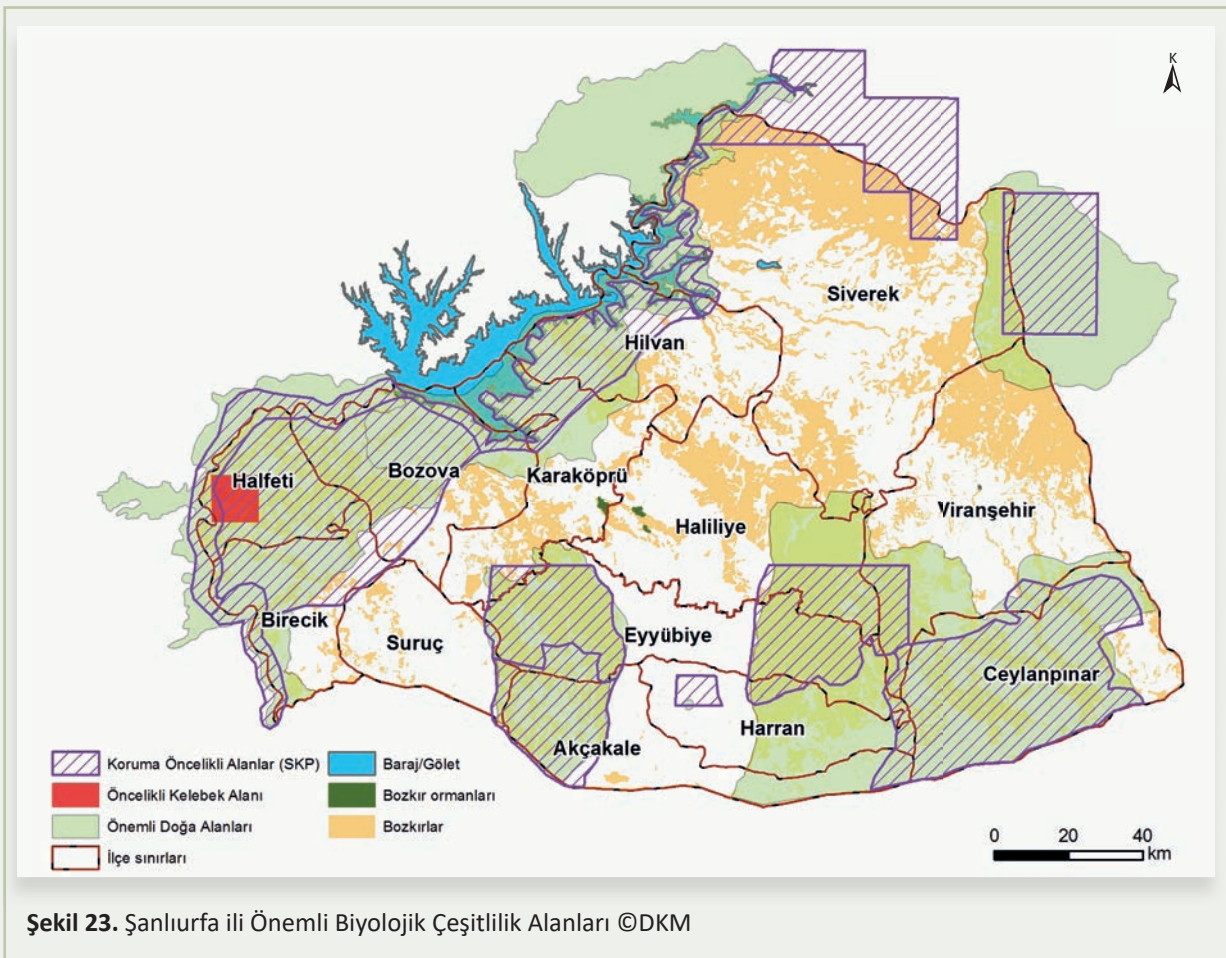 K
Siverek
Hilvan
Halfeti
Bozova
Karaköprü
Haliliye
Viranşehir
Birecik
Suruç
Eyyübiye
Ceylanpınar
Akçakale
Harran
Koruma Öncelikli Alanlar (SKP)
Öncelikli Kelebek Alanı
Önemli Doğa Alanları
İlçe sınırları
Baraj/Gölet
Bozkır ormanları
Bozkırlar
0 20 40
km
Şekil 23. Şanlıurfa ili Önemli Biyolojik Çeşitlilik Alanları ©DKM